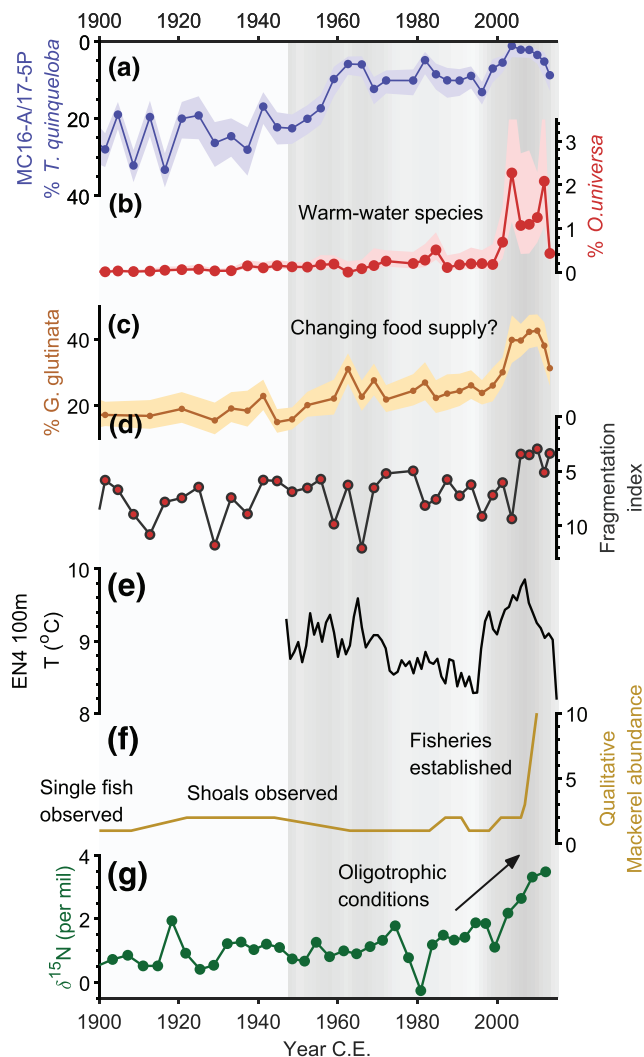 1900 1920 1940 1960 1980 2000
(a)
MC16-A/17-5P
% T. quinqueloba
0
20
40
(b)
Warm-water species
3
2
1
0
% O.universa
(c)
Changing food supply?
% G. glutinata
40
20
(d)
0
5
10
Fragmentation
index
(e)
EN4 100m
T (°C)
10
9
8
(f)
Single fish
observed
Shoals observed
Fisheries
established
10
5
0
Qualitative
Mackerel abundance
(g)
Oligotrophic
conditions
δ15N (per mil)
4
2
0
1900 1920 1940 1960 1980 2000
Year C.E.